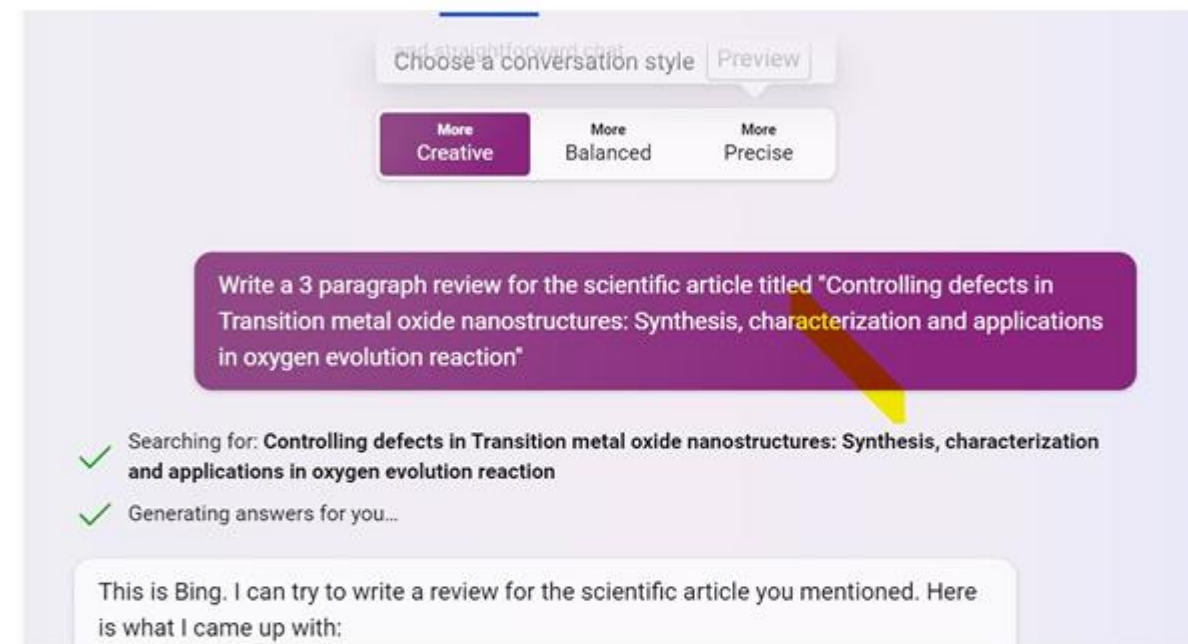 and straightforward chat
Choose a conversation style Preview
More More More
Creative Balanced Precise
Write a 3 paragraph review for the scientific article titled "Controlling defects in
Transition metal oxide nanostructures: Synthesis, characterization and applications
in oxygen evolution reaction"
Searching for: Controlling defects in Transition metal oxide nanostructures: Synthesis, characterization
and applications in oxygen evolution reaction
Generating answers for you...
This is Bing. I can try to write a review for the scientific article you mentioned. Here
is what I came up with: